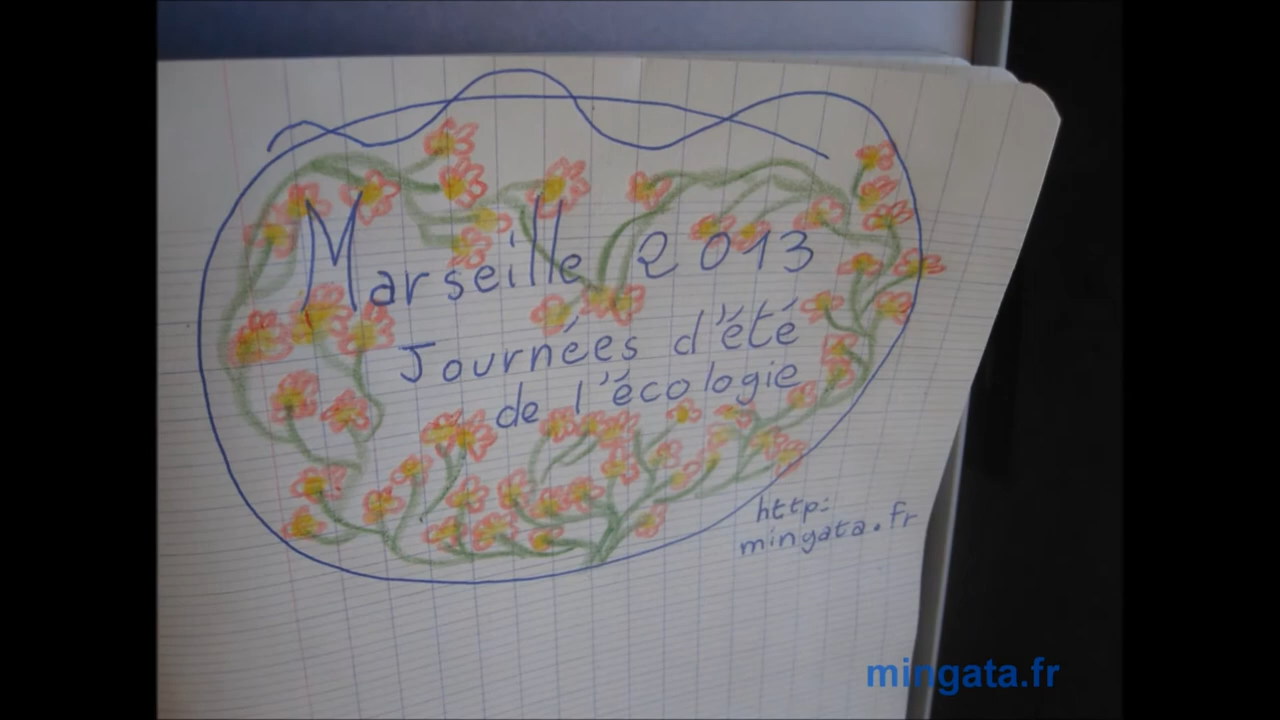 Marseille 2013
Journées d'été
de l'écologie
http:
mingata.fr
mingata.fr